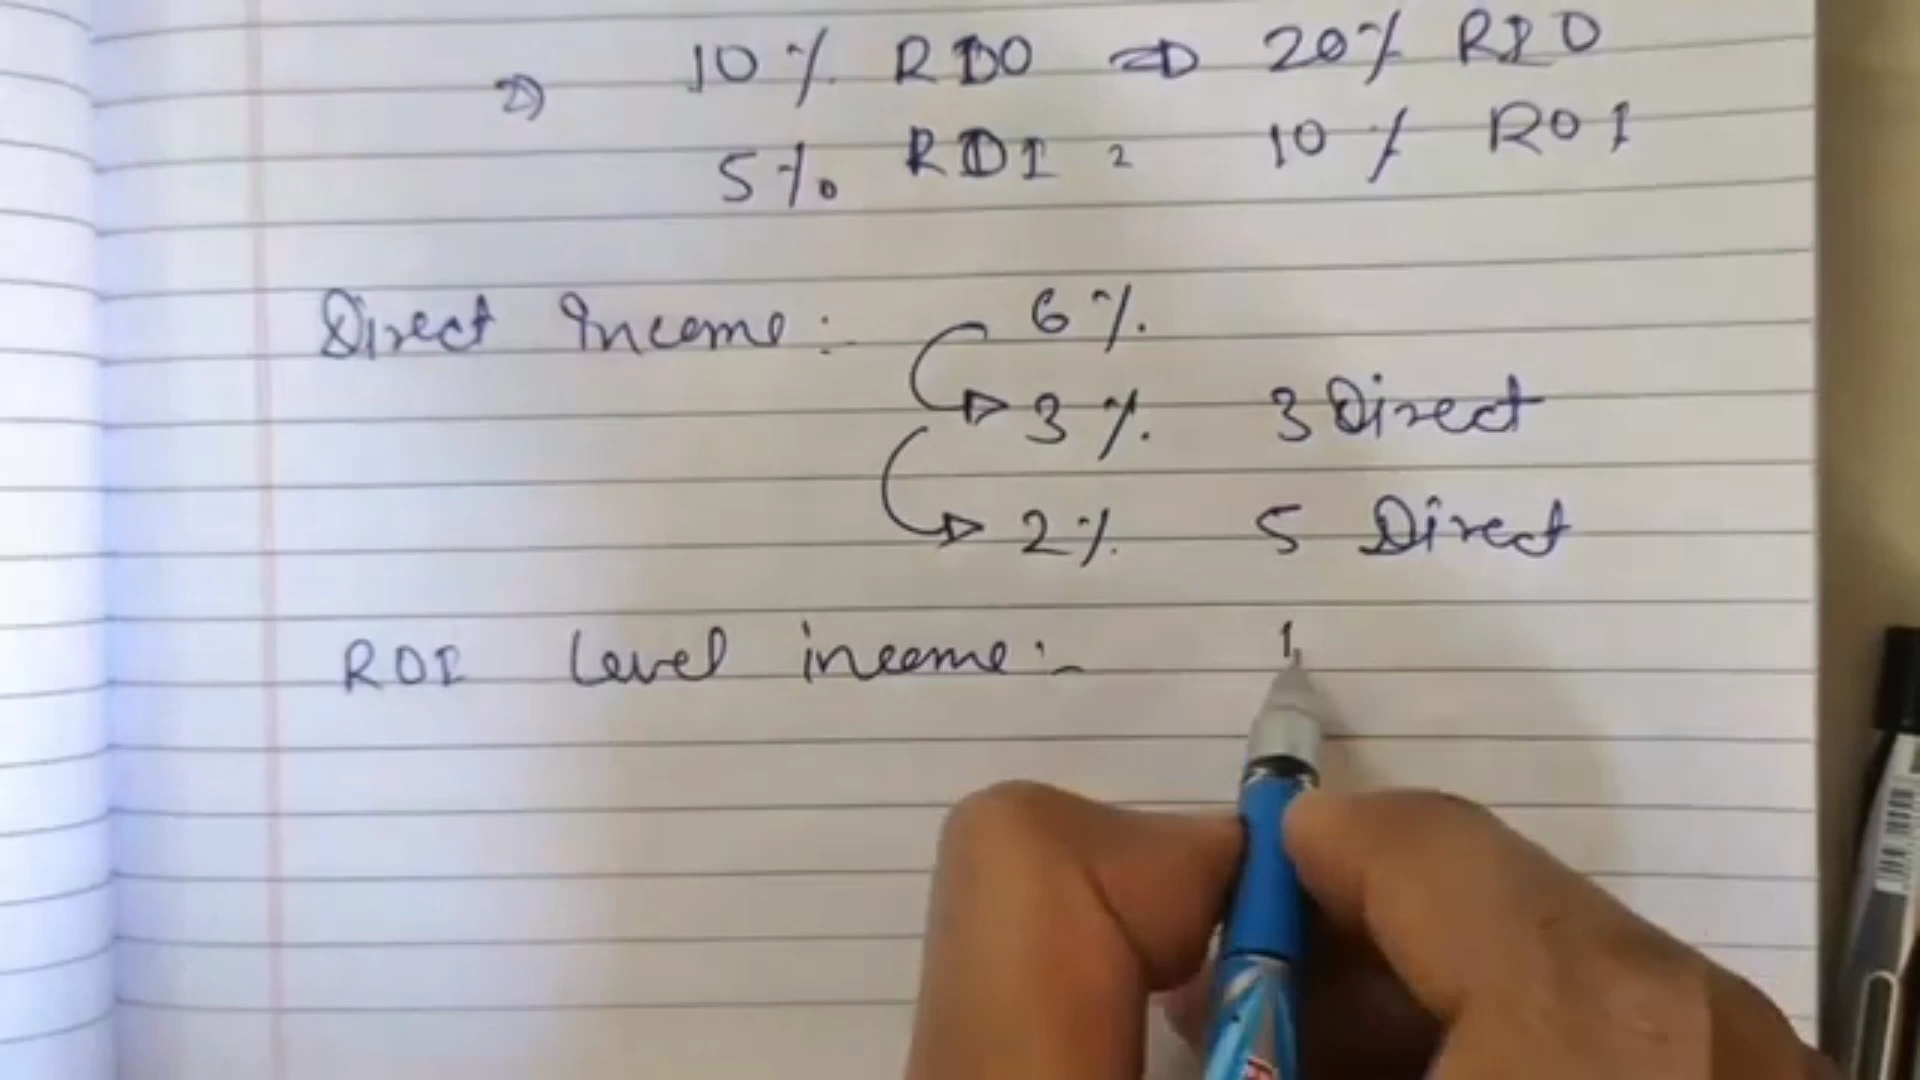 ⇒ 10% RDO ⇒ 20% RIO
5% RDI = 10% ROI
Direct Income:- 6%
3% 3 Direct
2% 5 Direct
ROI Level income:- 1